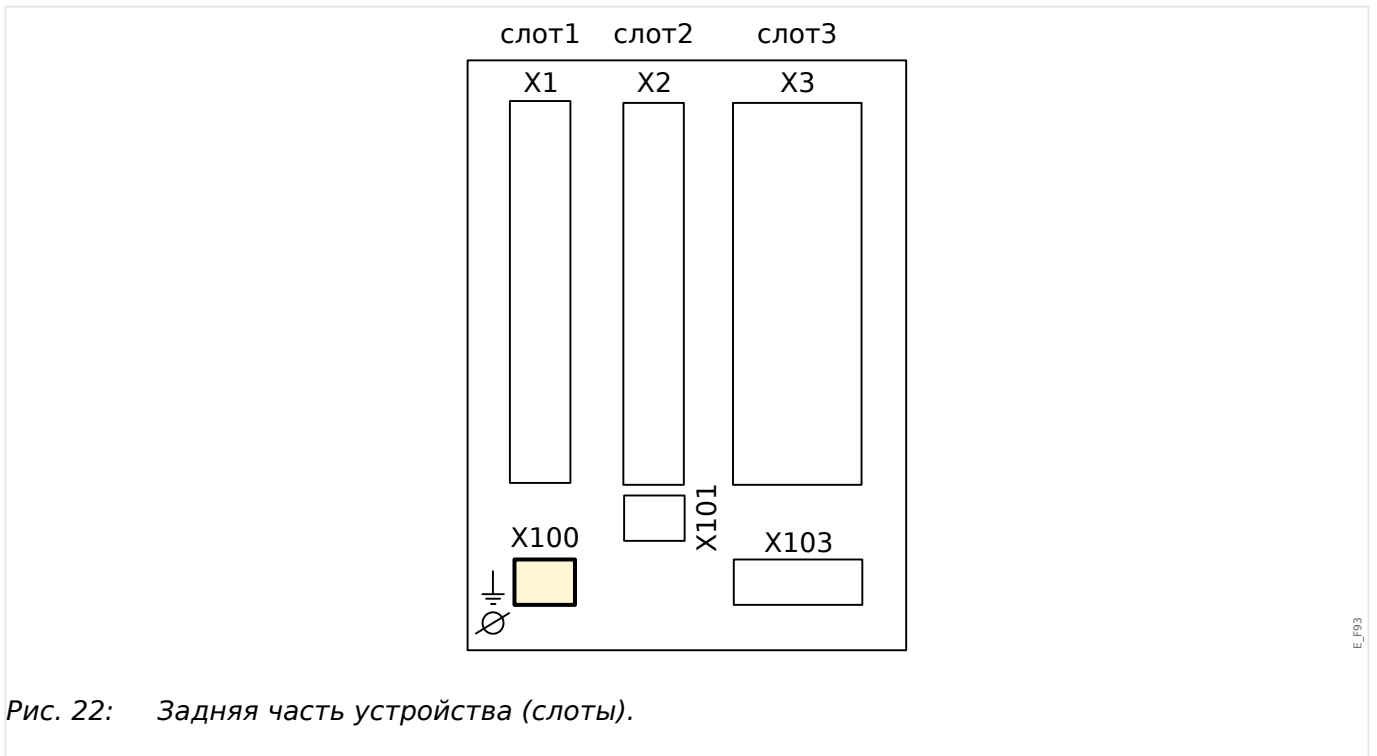 слот1 слот2 слот3
X1 X2 X3
X101
X100 X103
E_F93
Рис. 22: Задняя часть устройства (слоты).